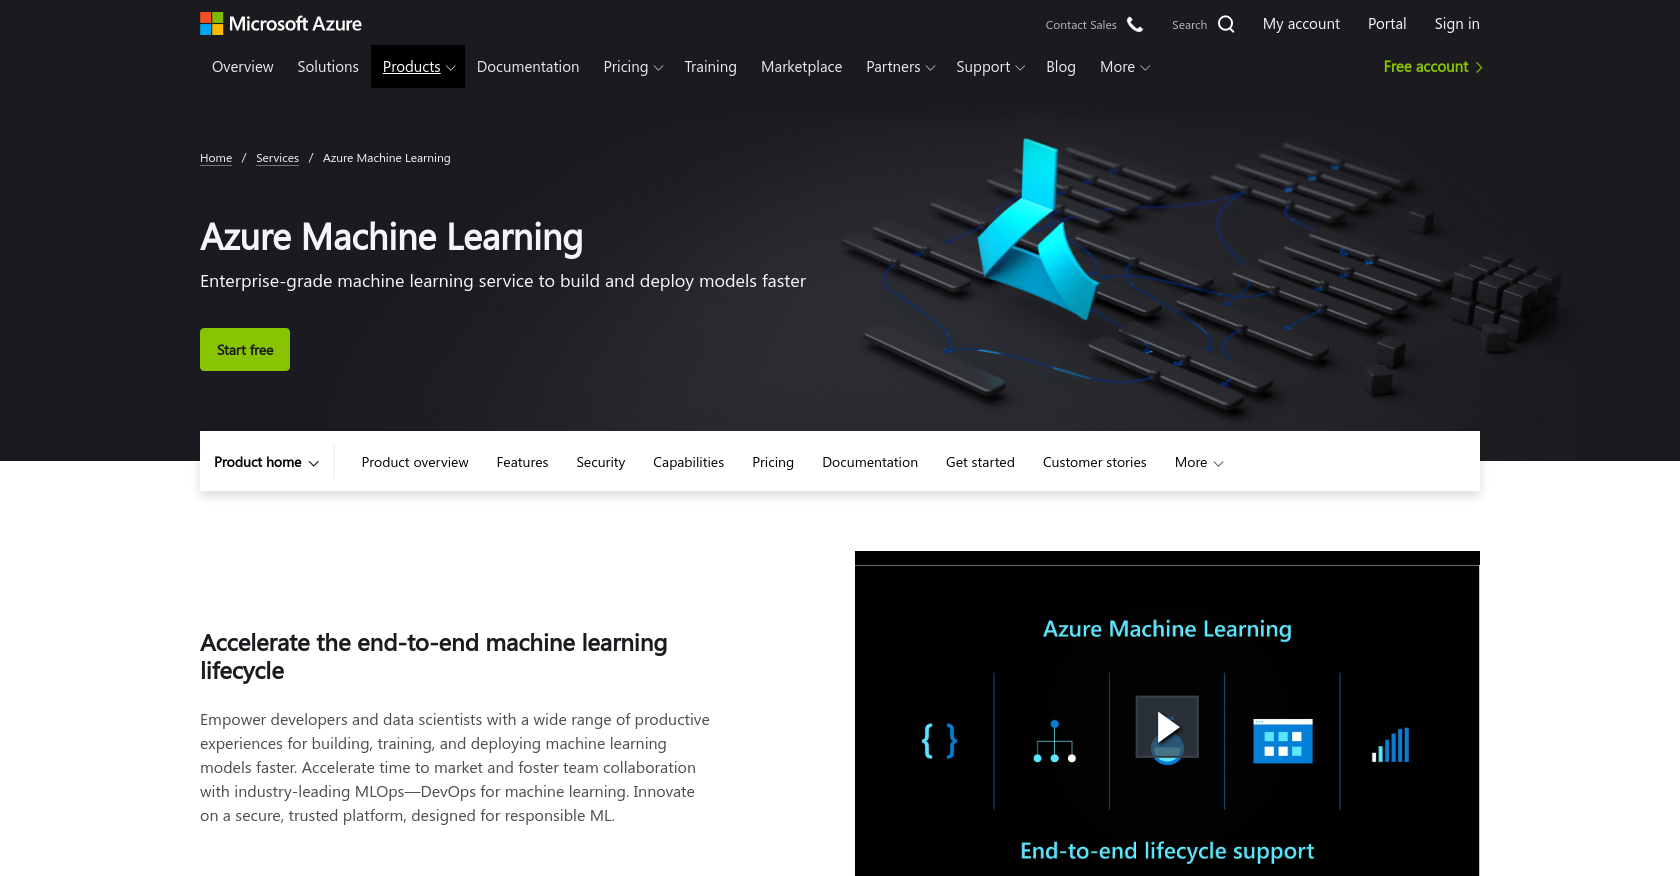 Microsoft Azure
Contact Sales Search My account Portal Sign in
Overview Solutions Products Documentation Pricing Training Marketplace Partners Support Blog More Free account
Home / Services / Azure Machine Learning
Azure Machine Learning
Enterprise-grade machine learning service to build and deploy models faster
Start free
Product home Product overview Features Security Capabilities Pricing Documentation Get started Customer stories More
Accelerate the end-to-end machine learning
lifecycle
Empower developers and data scientists with a wide range of productive
experiences for building, training, and deploying machine learning
models faster. Accelerate time to market and foster team collaboration
with industry-leading MLOps—DevOps for machine learning. Innovate
on a secure, trusted platform, designed for responsible ML.
Azure Machine Learning
{ }
End-to-end lifecycle support